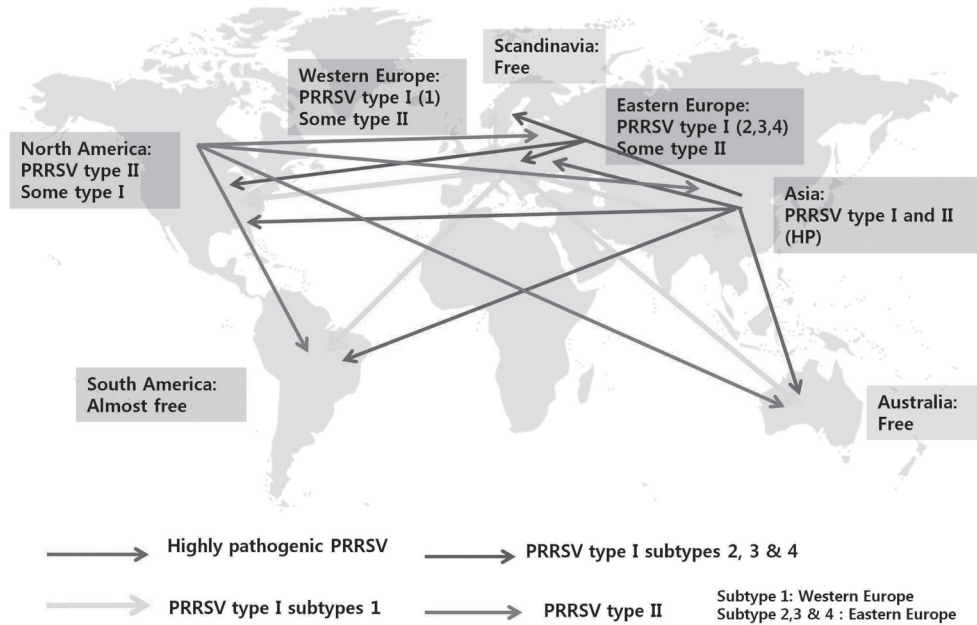 Scandinavia:
Free
Western Europe:
PRRSV type I (1)
Some type II
Eastern Europe:
PRRSV type I (2,3,4)
Some type II
North America:
PRRSV type II
Some type I
Asia:
PRRSV type I and II
(HP)
South America:
Almost free
Australia:
Free
Highly pathogenic PRRSV
PRRSV type I subtypes 2, 3 & 4
PRRSV type I subtypes 1
PRRSV type II
Subtype 1: Western Europe
Subtype 2,3 & 4 : Eastern Europe